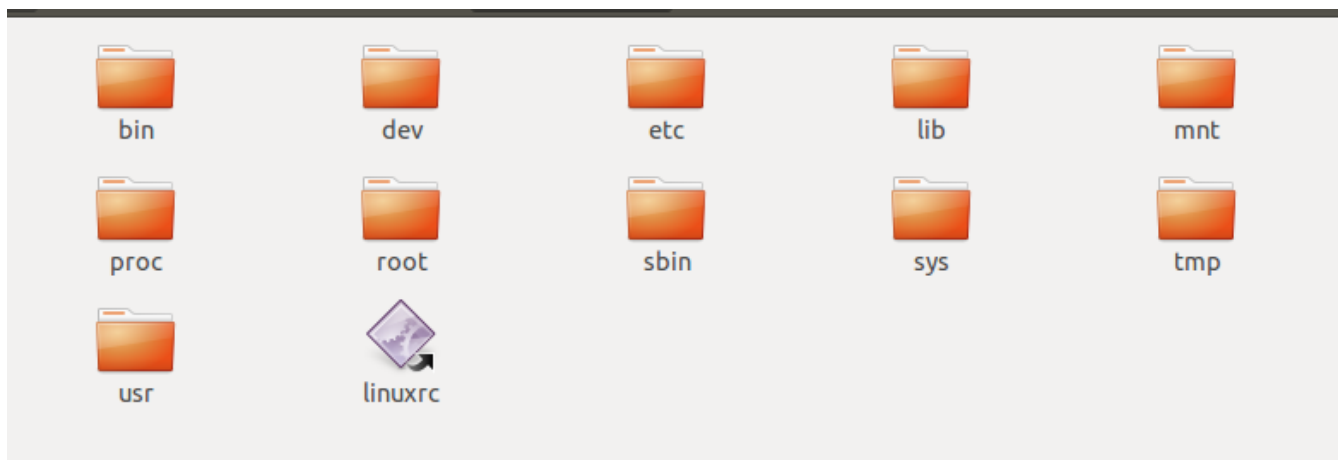 bin dev etc lib mnt
proc root sbin sys tmp
usr linuxrc